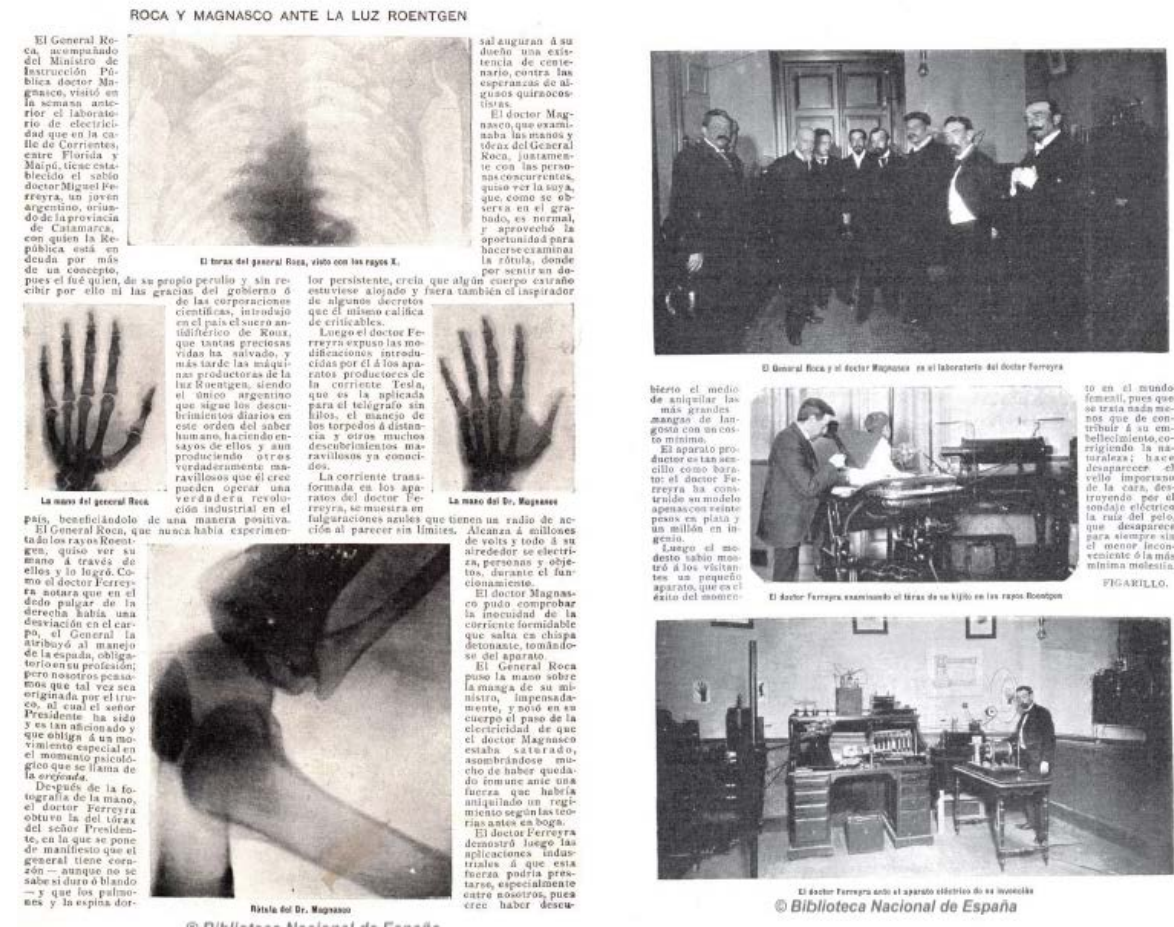 ROCA Y MAGNASCO ANTE LA LUZ ROENTGEN
El General Ro-
ca, acompañado
del Ministro de
Instrucción Pú-
blica doctor Ma-
gnasco, visitó en
la semana ante-
rior el laborato-
rio de electrici-
dad que en la ca-
lle de Corrientes,
entre Florida y
Maipú, tiene esta-
blecido el sabio
doctor Miguel Fe-
rreyra, un joven
argentino, oriun-
do de la provincia
de Catamarca,
con quien la Re-
pública está en
deuda por más
de un concepto,
pues el fué quien, de su propio peculio y sin re-
cibir por ello ni las gracias del gobierno ó
de las corporaciones
científicas, introdujo
en el país el suero an-
tidiftérico de Roux,
que tantas preciosas
vidas ha salvado, y
más tarde las máqui-
nas productoras de la
luz Roentgen, siendo
el único argentino
que sigue los descu-
brimientos diarios en
este orden del saber
humano, haciendo en-
sayos de ellos y aun
produciendo otros
verdaderamente ma-
ravillosos que él cree
pueden operar una
verdadera revolu-
ción industrial en el
país, beneficiándolo de una manera positiva.
El General Roca, que nunca había experimen-
tado los rayos Roent-
gen, quiso ver su
mano á través de
ellos y lo logró. Co-
mo el doctor Ferrey-
ra notara que en el
dedo pulgar de la
derecha había una
desviación en el car-
po, el General la
atribuyó al manejo
de la espada, obliga-
torio en su profesión;
pero nosotros pensa-
mos que tal vez sea
originada por el tru-
co, al cual el señor
Presidente ha sido
y es tan aficionado y
que obliga á un mo-
vimiento especial en
el momento psicoló-
gico que se llama de
la orejeada.
Después de la fo-
tografía de la mano,
el doctor Ferreyra
obtuvo la del tórax
del señor Presiden-
te, en la que se pone
de manifiesto que el
general tiene cora-
zón — aunque no se
sabe si duro ó blando
— y que los pulmo-
nes y la espina dor-
El torax del general Roca, visto con los rayos X.
La mano del general Roca
La mano del Dr. Magnasco
Rótula del Dr. Magnasco
sal auguran á su
dueño una exis-
tencia de cente-
nario, contra las
esperanzas de al-
gunos quirnocos-
tistas.
El doctor Mag-
nasco, que exami-
naba las manos y
tórax del General
Roca, juntamen-
te con las perso-
nas concurrentes,
quiso ver la suya,
que, como se ob-
serva en el gra-
bado, es normal,
y aprovechó la
oportunidad para
hacerse examinar
la rótula, donde
por sentir un do-
lor persistente, creía que algún cuerpo extraño
estuviese alojado y fuera también el inspirador
de algunos decretos
que él mismo califica
de criticables.
Luego el doctor Fe-
rreyra expuso las mo-
dificaciones introdu-
cidas por él á los apa-
ratos productores de
la corriente Tesla,
que es la aplicada
para el telégrafo sin
hilos, el manejo de
los torpedos á distan-
cia y otros muchos
descubrimientos ma-
ravillosos ya conoci-
dos.
La corriente trans-
formada en los apa-
ratos del doctor Fe-
rreyra, se muestra en
fulguraciones azules que tienen un radio de ac-
ción al parecer sin límites. Alcanza á millones
de volts y todo á su
alrededor se electri-
za, personas y obje-
tos, durante el fun-
cionamiento.
El doctor Magnas-
co pudo comprobar
la inocuidad de la
corriente formidable
que salta en chispa
detonante, tomándo-
se del aparato.
El General Roca
puso la mano sobre
la manga de su mi-
nistro, impensada-
mente, y notó en su
cuerpo el paso de la
electricidad de que
el doctor Magnasco
estaba saturado,
asombrándose mu-
cho de haber queda-
do inmune ante una
fuerza que habría
aniquilado un regi-
miento según las teo-
rías antes en boga.
El doctor Ferreyra
demostró luego las
aplicaciones indus-
triales á que esta
fuerza podría pres-
tarse, especialmente
entre nosotros, pues
cree haber descu-
© Biblioteca Nacional de España
El General Roca y el doctor Magnasco en el laboratorio del doctor Ferreyra
bierto el medio
de aniquilar las
más grandes
mangas de lan-
gosta con un cos-
to mínimo.
El aparato pro-
ductor es tan sen-
cillo como bara-
to: el doctor Fe-
rreyra ha cons-
truido su modelo
apenas con veinte
pesos en plata y
un millón en in-
génio.
Luego el mo-
desto sabio mos-
tró á los visitan-
tes un pequeño
aparato, que es el
éxito del momen-
El doctor Ferreyra examinando el tórax de su hijito en los rayos Roentgen
to en el mundo
femenil, pues que
se trata nada me-
nos que de con-
tribuir á su em-
bellecimiento, co-
rrigiendo la na-
turaleza; hace
desaparecer el
vello importuno
de la cara, des-
truyendo por el
sondaje eléctrico
la raíz del pelo,
que desaparece
para siempre sin
el menor incon-
veniente ó la más
mínima molestia.
FIGARILLO.
El doctor Ferreyra ante el aparato eléctrico de su invención
© Biblioteca Nacional de España